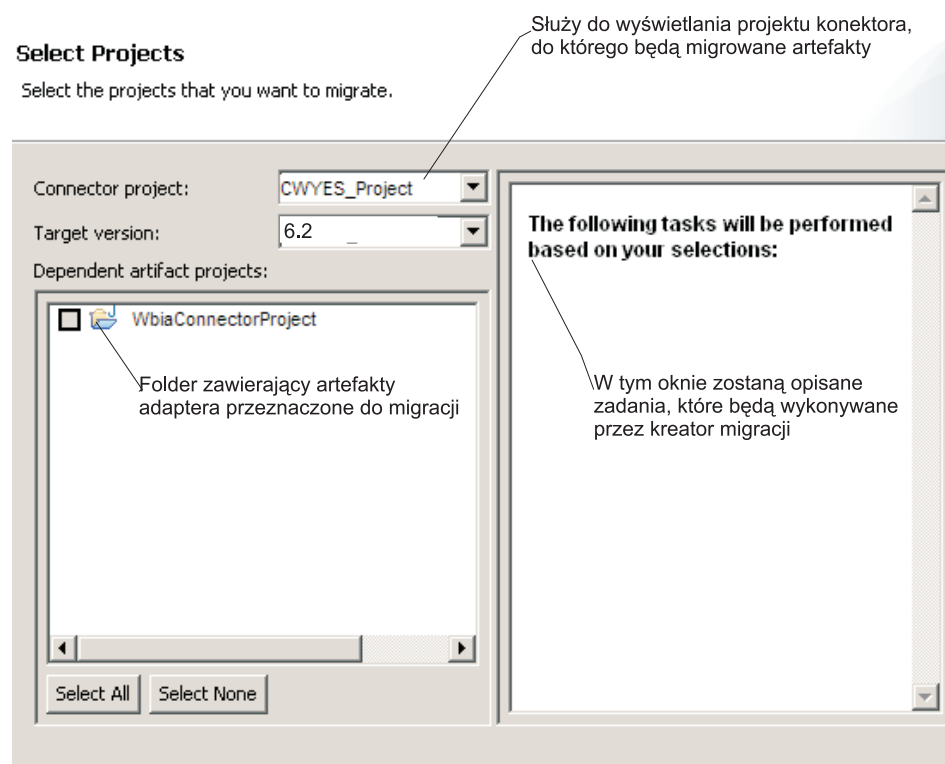 Służy do wyświetlania projektu konektora,
do którego będą migrowane artefakty
Select Projects
Select the projects that you want to migrate.
Connector project:
CWYES_Project
Target version:
6.2 _
Dependent artifact projects:
WbiaConnectorProject
Folder zawierający artefakty
adaptera przeznaczone do migracji
Select All
Select None
The following tasks will be performed
based on your selections:
W tym oknie zostaną opisane
zadania, które będą wykonywane
przez kreator migracji